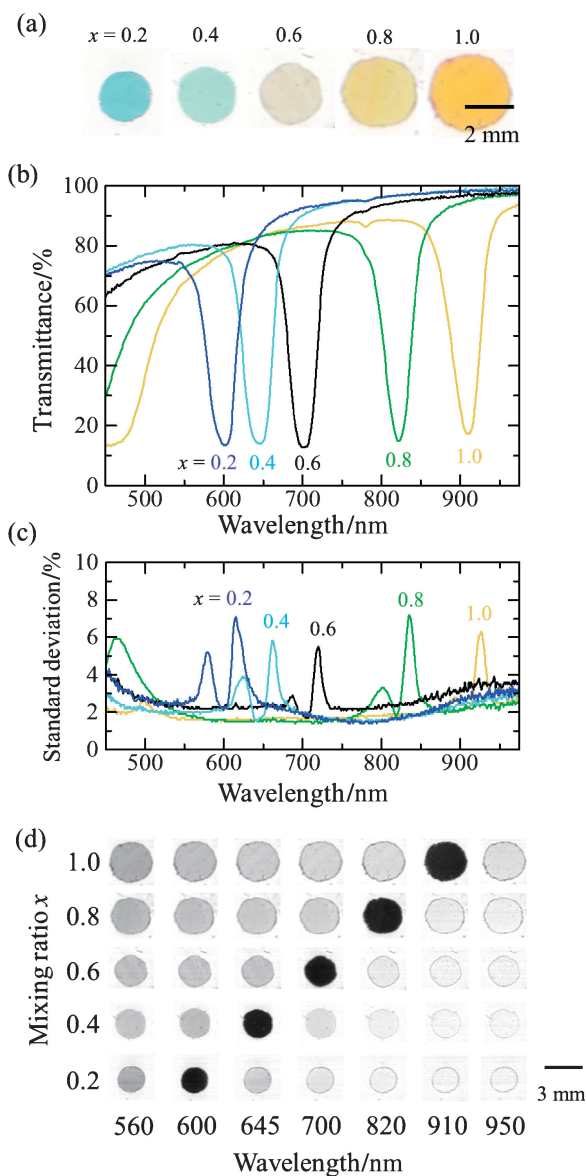 (a)
x = 0.2 0.4 0.6 0.8 1.0
2 mm
(b)
100
80
60
40
20
0
Transmittance/%
x = 0.2 0.4 0.6 0.8 1.0
500 600 700 800 900
Wavelength/nm
(c)
10
8
6
4
2
0
Standard deviation/%
x = 0.2 0.4 0.6 0.8 1.0
500 600 700 800 900
Wavelength/nm
(d)
Mixing ratio x
1.0
0.8
0.6
0.4
0.2
3 mm
560 600 645 700 820 910 950
Wavelength/nm